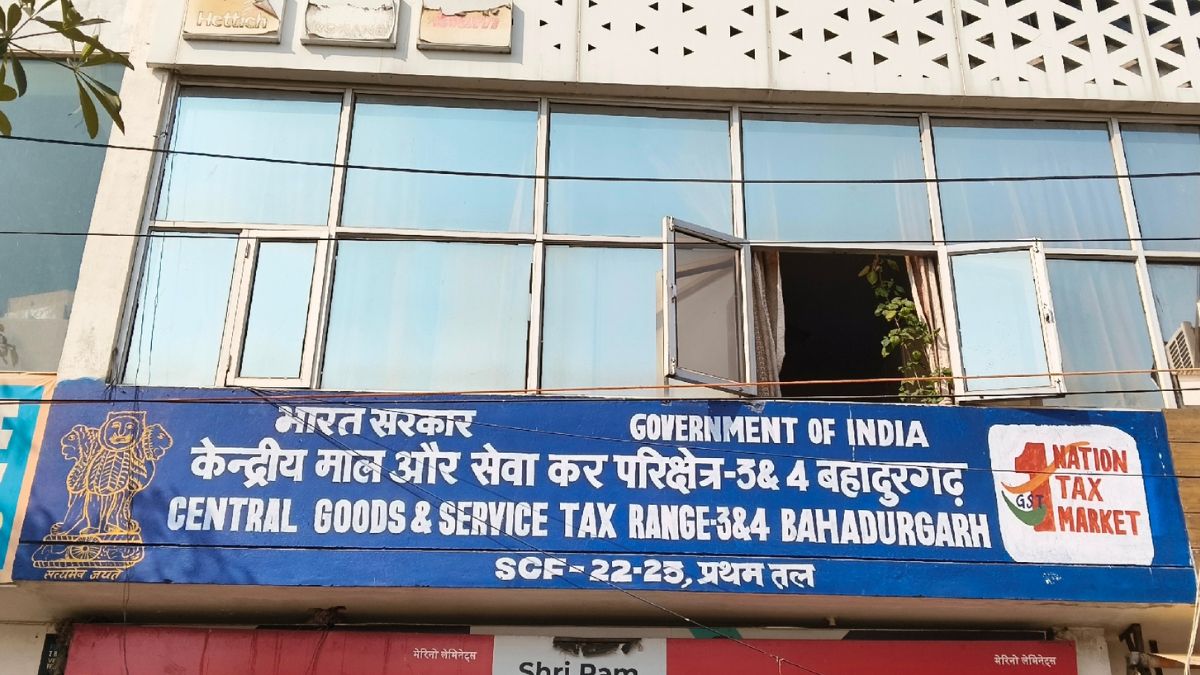 Hettich
भारत सरकार
GOVERNMENT OF INDIA
केन्द्रीय माल और सेवा कर परिक्षेत्र-3& 4 बहादुरगढ़
CENTRAL GOODS & SERVICE TAX RANGE-3&4 BAHADURGARH
SCF-22-23, प्रथम तल
सत्यमेव जयते
1 NATION
TAX
MARKET
GST
मेरिनो लेमिनेट्स
Shri Ram
मेरिनो लेमिनेट्स